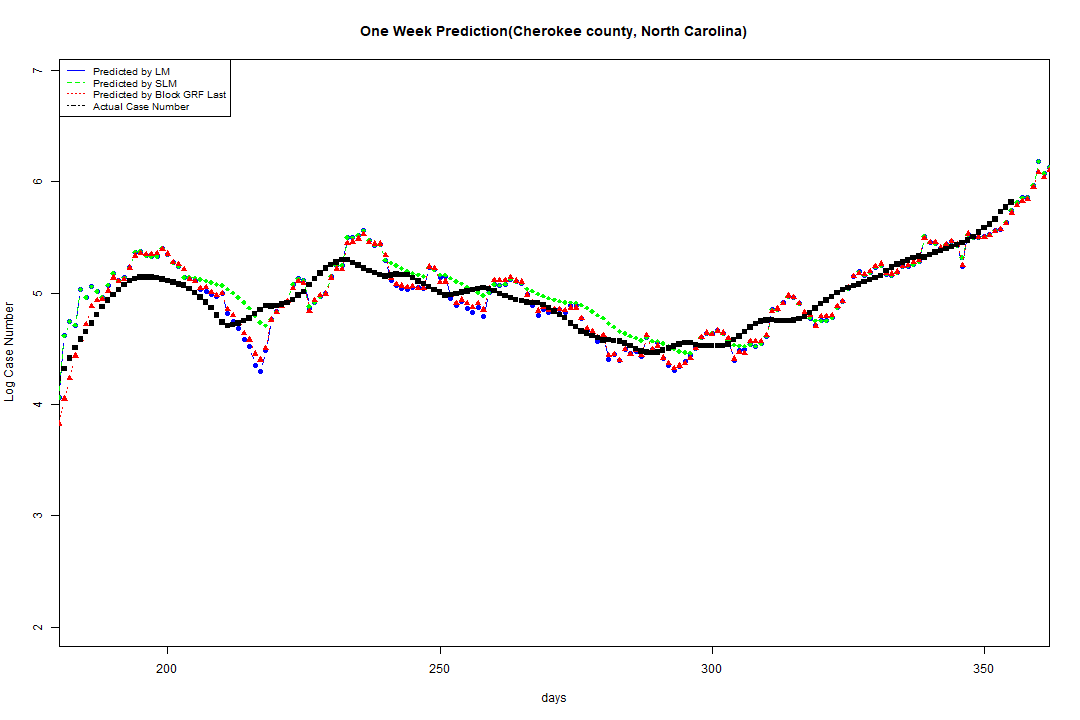 One Week Prediction(Cherokee county, North Carolina)
Predicted by LM
Predicted by SLM
Predicted by Block GRF Last
Actual Case Number
7
6
5
4
3
2
Log Case Number
200
250
300
350
days